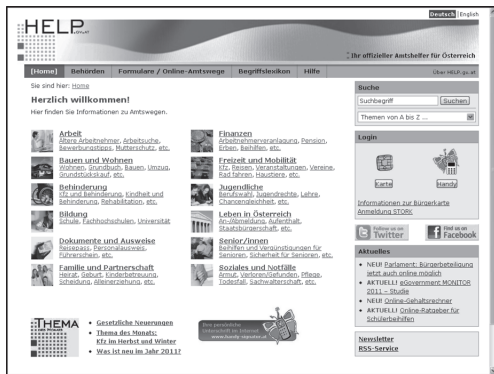 Deutsch English
HELP.gv.at
Ihr offizieller Amtshelfer für Österreich
[Home] Behörden Formulare / Online-Amtswege Begriffslexikon Hilfe Über HELP.gv.at
Sie sind hier: Home
Herzlich willkommen!
Hier finden Sie Informationen zu Amtswegen.
Arbeit
Ältere Arbeitnehmer, Arbeitsuche,
Bewerbungstipps, Mutterschutz, etc.
Bauen und Wohnen
Wohnen, Grundbuch, Bauen, Umzug,
Grundstückskauf, etc.
Behinderung
Kfz und Behinderung, Kindheit und
Behinderung, Rehabilitation, etc.
Bildung
Schule, Fachhochschulen, Universität
Dokumente und Ausweise
Reisepass, Personalausweis,
Führerschein, etc.
Familie und Partnerschaft
Heirat, Geburt, Kinderbetreuung,
Scheidung, Alleinerziehung, etc.
Finanzen
Arbeitnehmerveranlagung, Pension,
Erben, Beihilfen, etc.
Freizeit und Mobilität
Kfz, Reisen, Veranstaltungen, Vereine,
Rad fahren, Haustiere, etc.
Jugendliche
Berufswahl, Jugendrechte, Lehre,
Chancengleichheit, etc.
Leben in Österreich
An-/Abmeldung, Aufenthalt,
Staatsbürgerschaft, etc.
Senior/innen
Beihilfen und Vergünstigungen für
Senioren, Sicherheit für Senioren, etc.
Soziales und Notfälle
Armut, Verloren/Gefunden, Pflege,
Todesfall, Sachwalterschaft, etc.
THEMA
Gesetzliche Neuerungen
Thema des Monats:
Kfz im Herbst und Winter
Was ist neu im Jahr 2011?
Ihre persönliche
Unterschrift im Internet
www.handy-signatur.at
Suche
Suchbegriff Suchen
Themen von A bis Z ...
Login
Karte Handy
Informationen zur Bürgerkarte
Anmeldung STORK
Follow us on
Twitter
Find us on
Facebook
Aktuelles
NEU! Parlament: Bürgerbeteiligung
jetzt auch online möglich
AKTUELL! eGovernment MONITOR
2011 – Studie
NEU! Online-Gehaltsrechner
AKTUELL! Online-Ratgeber für
Schülerbeihilfen
Newsletter
RSS-Service